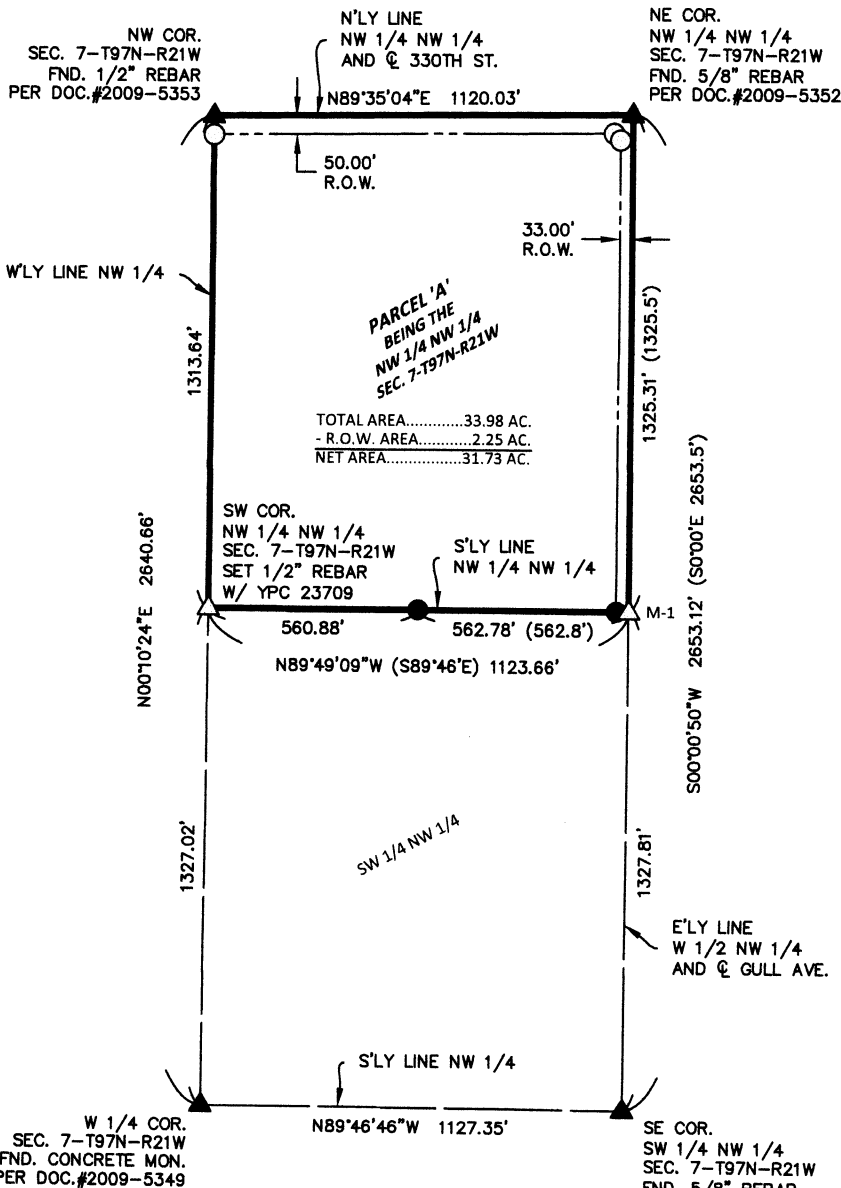 NW COR.
SEC. 7-T97N-R21W
FND. 1/2" REBAR
PER DOC.#2009-5353
N'LY LINE
NW 1/4 NW 1/4
AND ℄ 330TH ST.
NE COR.
NW 1/4 NW 1/4
SEC. 7-T97N-R21W
FND. 5/8" REBAR
PER DOC.#2009-5352
N89°35'04"E 1120.03'
50.00'
R.O.W.
33.00'
R.O.W.
W'LY LINE NW 1/4
1313.64'
PARCEL 'A'
BEING THE
NW 1/4 NW 1/4
SEC. 7-T97N-R21W
1325.31' (1325.5')
TOTAL AREA.............33.98 AC.
- R.O.W. AREA............2.25 AC.
NET AREA.................31.73 AC.
N00°10'24"E 2640.66'
S00°00'50"W 2653.12' (S0°00'E 2653.5')
SW COR.
NW 1/4 NW 1/4
SEC. 7-T97N-R21W
SET 1/2" REBAR
W/ YPC 23709
S'LY LINE
NW 1/4 NW 1/4
M-1
560.88'
562.78' (562.8')
N89°49'09"W (S89°46'E) 1123.66'
1327.02'
SW 1/4 NW 1/4
1327.81'
E'LY LINE
W 1/2 NW 1/4
AND ℄ GULL AVE.
S'LY LINE NW 1/4
N89°46'46"W 1127.35'
W 1/4 COR.
SEC. 7-T97N-R21W
FND. CONCRETE MON.
PER DOC.#2009-5349
SE COR.
SW 1/4 NW 1/4
SEC. 7-T97N-R21W
FND. 5/8" REBAR